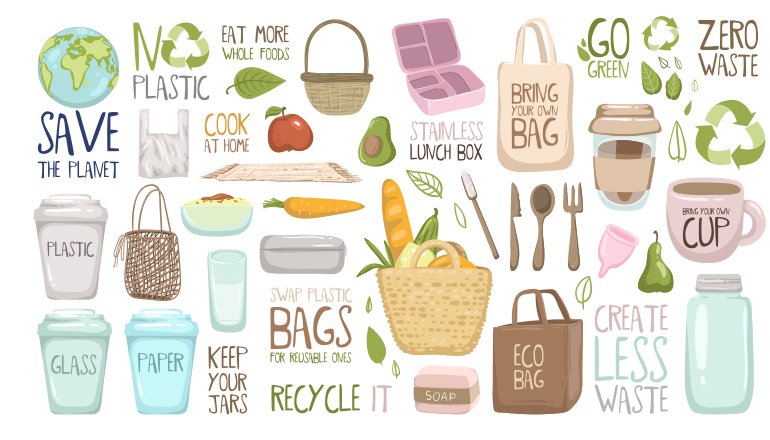 SAVE
THE PLANET
NO
PLASTIC
EAT MORE
WHOLE FOODS
COOK
AT HOME
STAINLESS
LUNCH BOX
BRING
YOUR OWN
BAG
GO
GREEN
ZERO
WASTE
BRING YOUR OWN
CUP
PLASTIC
GLASS
PAPER
KEEP
YOUR
JARS
SWAP PLASTIC
BAGS
FOR REUSABLE ONES
RECYCLE IT
SOAP
ECO
BAG
CREATE
LESS
WASTE